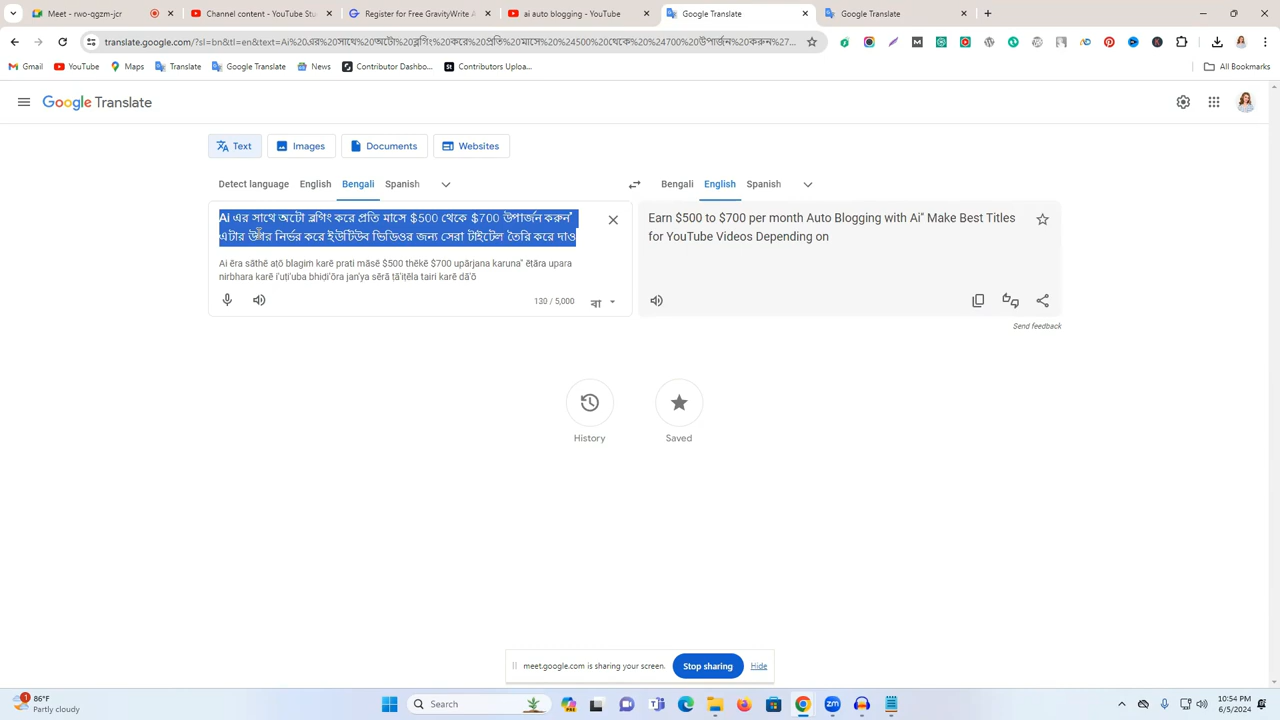 Meet - rwo-ogzm-jcr
Channel content - YouTube Stu
Register for Free GravityWrite A
ai auto blogging - YouTube
Google Translate
Google Translate
translate.google.com/?sl=bn&tl=en&text=Ai%20এর%20সাথে%20অটো%20ব্লগিং%20করে%20প্রতি%20মাসে%20$500%20থেকে%20$700%20উপার্জন%20করুন%27...
Gmail
YouTube
Maps
Translate
Google Translate
News
Contributor Dashbo...
Contributors Uploa...
All Bookmarks
Google Translate
Text
Images
Documents
Websites
Detect language
English
Bengali
Spanish
Bengali
English
Spanish
Ai এর সাথে অটো ব্লগিং করে প্রতি মাসে $500 থেকে $700 উপার্জন করুন"
এটার উপর নির্ভর করে ইউটিউব ভিডিওর জন্য সেরা টাইটেল তৈরি করে দাও
Ai ēra sāthē aṭō blagiṁ karē prati māsē $500 thēkē $700 upārjana karuna" ēṭāra upara
nirbhara karē i'uṭi'uba bhiḍi'ōra jan'ya sērā ṭā'iṭēla tairi karē dā'ō
130 / 5,000
বা
Earn $500 to $700 per month Auto Blogging with Ai" Make Best Titles
for YouTube Videos Depending on
Send feedback
History
Saved
meet.google.com is sharing your screen.
Stop sharing
Hide
1
86°F
Partly cloudy
Search
zm
10:54 PM
6/5/2024